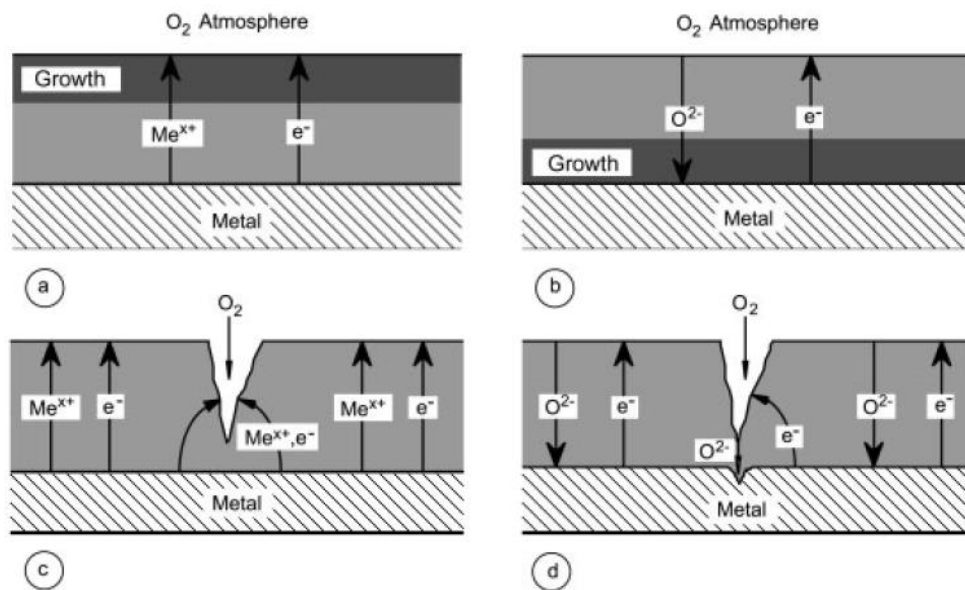 O₂ Atmosphere
Growth
Meˣ⁺
e⁻
Metal
a
O₂ Atmosphere
O²⁻
e⁻
Growth
Metal
b
O₂
Meˣ⁺
e⁻
Meˣ⁺,e⁻
Meˣ⁺
e⁻
Metal
c
O₂
O²⁻
e⁻
O²⁻
e⁻
O²⁻
e⁻
Metal
d